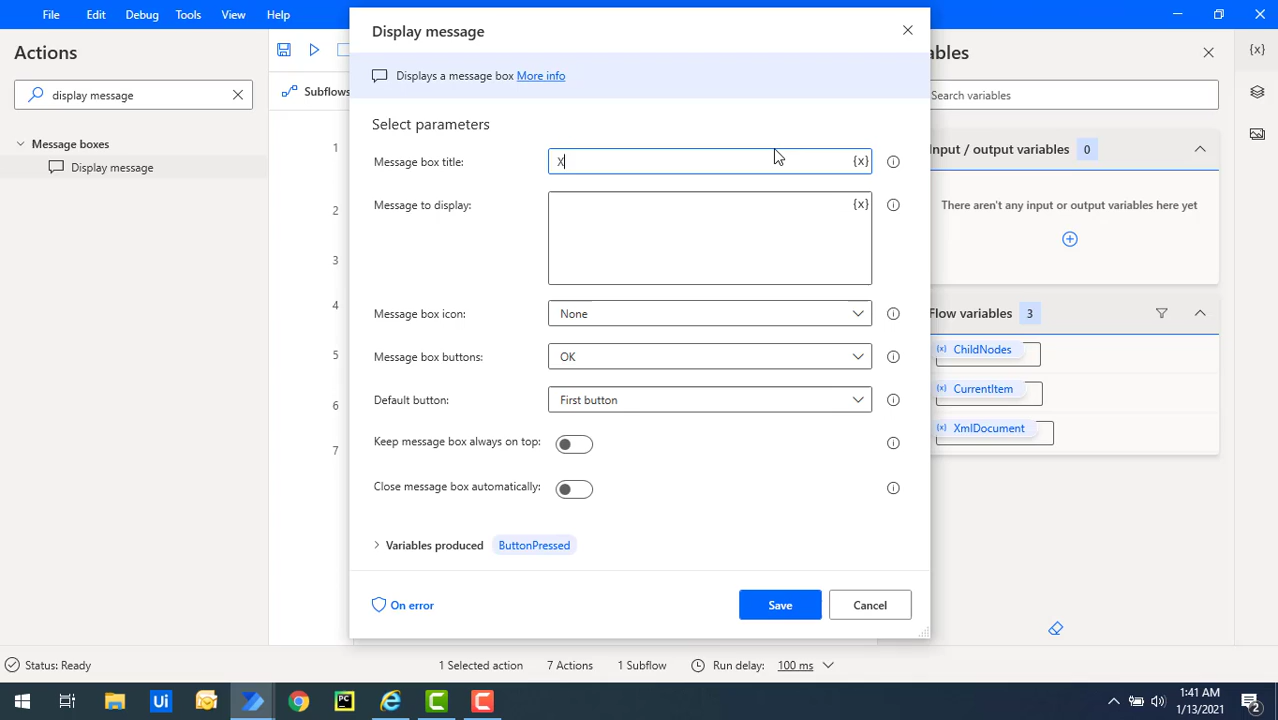 File Edit Debug Tools View Help
Actions
display message
Message boxes
Display message
Subflows
1
2
3
4
5
6
7
Display message
Displays a message box More info
Select parameters
Message box title: X {x}
Message to display: {x}
Message box icon: None
Message box buttons: OK
Default button: First button
Keep message box always on top:
Close message box automatically:
Variables produced ButtonPressed
On error
Save Cancel
ables
{x}
Search variables
Input / output variables 0
There aren't any input or output variables here yet
Flow variables 3
{x} ChildNodes
{x} CurrentItem
{x} XmlDocument
Status: Ready 1 Selected action 7 Actions 1 Subflow Run delay: 100 ms
Ui PC
1:41 AM
1/13/2021
2